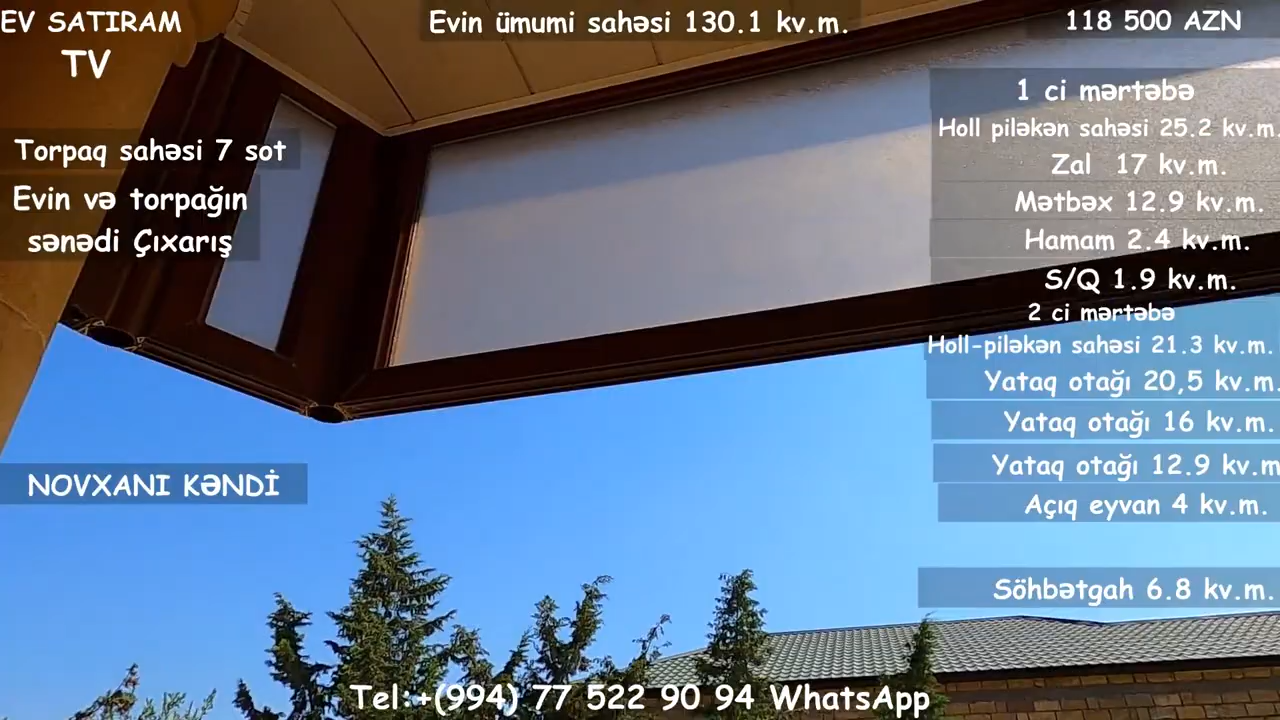 EV SATIRAM
TV
Evin ümumi sahəsi 130.1 kv.m.
118 500 AZN
Torpaq sahəsi 7 sot
Evin və torpağın
sənədi Çıxarış
NOVXANI KƏNDİ
1 ci mərtəbə
Holl piləkən sahəsi 25.2 kv.m.
Zal 17 kv.m.
Mətbəx 12.9 kv.m.
Hamam 2.4 kv.m.
S/Q 1.9 kv.m.
2 ci mərtəbə
Holl-piləkən sahəsi 21.3 kv.m.
Yataq otağı 20,5 kv.m.
Yataq otağı 16 kv.m.
Yataq otağı 12.9 kv.m
Açıq eyvan 4 kv.m.
Söhbətgah 6.8 kv.m.
Tel:+(994) 77 522 90 94 WhatsApp